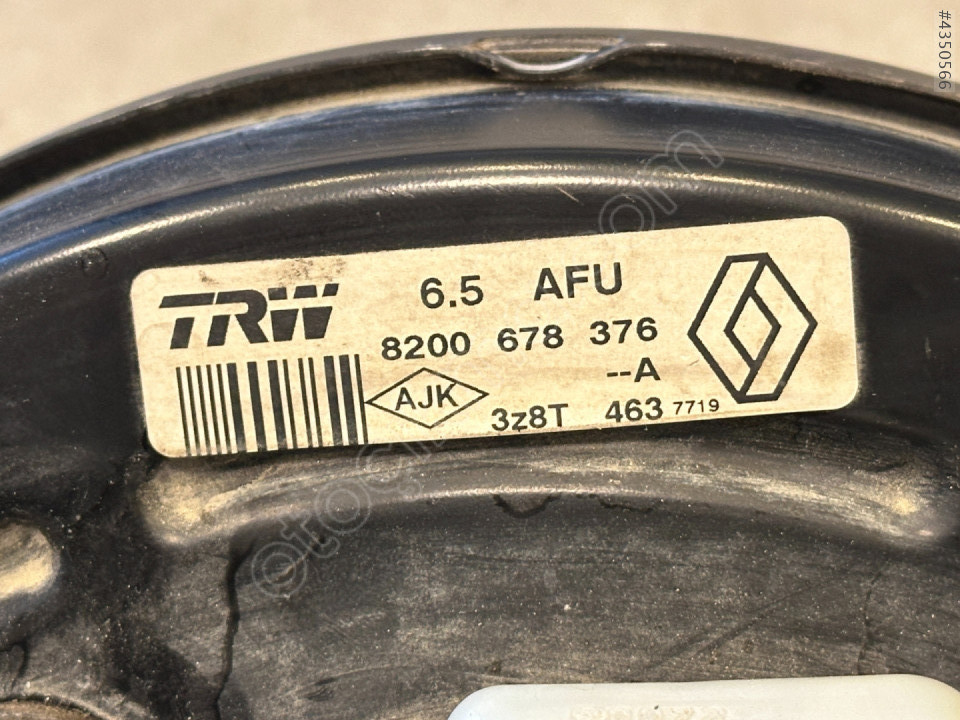 #4350566
TRW
6.5 AFU
8200 678 376
--A
AJK
3z8T 463 7719